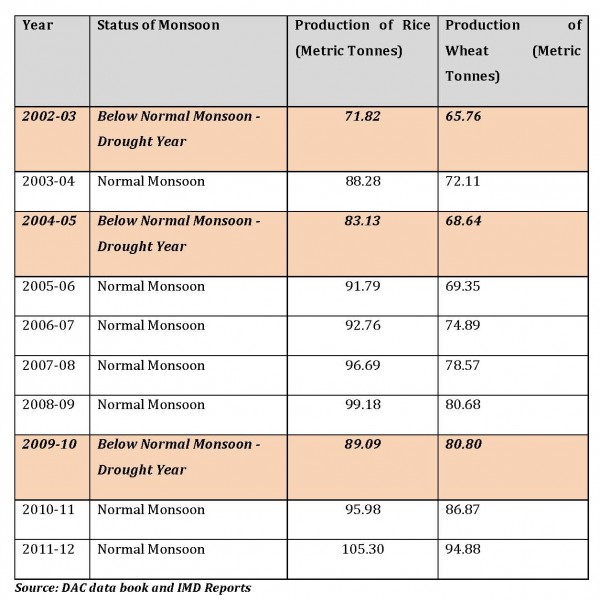 Year Status of Monsoon Production of Rice Production of
(Metric Tonnes) Wheat (Metric
Tonnes)
2002-03 Below Normal Monsoon - 71.82 65.76
Drought Year
2003-04 Normal Monsoon 88.28 72.11
2004-05 Below Normal Monsoon - 83.13 68.64
Drought Year
2005-06 Normal Monsoon 91.79 69.35
2006-07 Normal Monsoon 92.76 74.89
2007-08 Normal Monsoon 96.69 78.57
2008-09 Normal Monsoon 99.18 80.68
2009-10 Below Normal Monsoon - 89.09 80.80
Drought Year
2010-11 Normal Monsoon 95.98 86.87
2011-12 Normal Monsoon 105.30 94.88
Source: DAC data book and IMD Reports